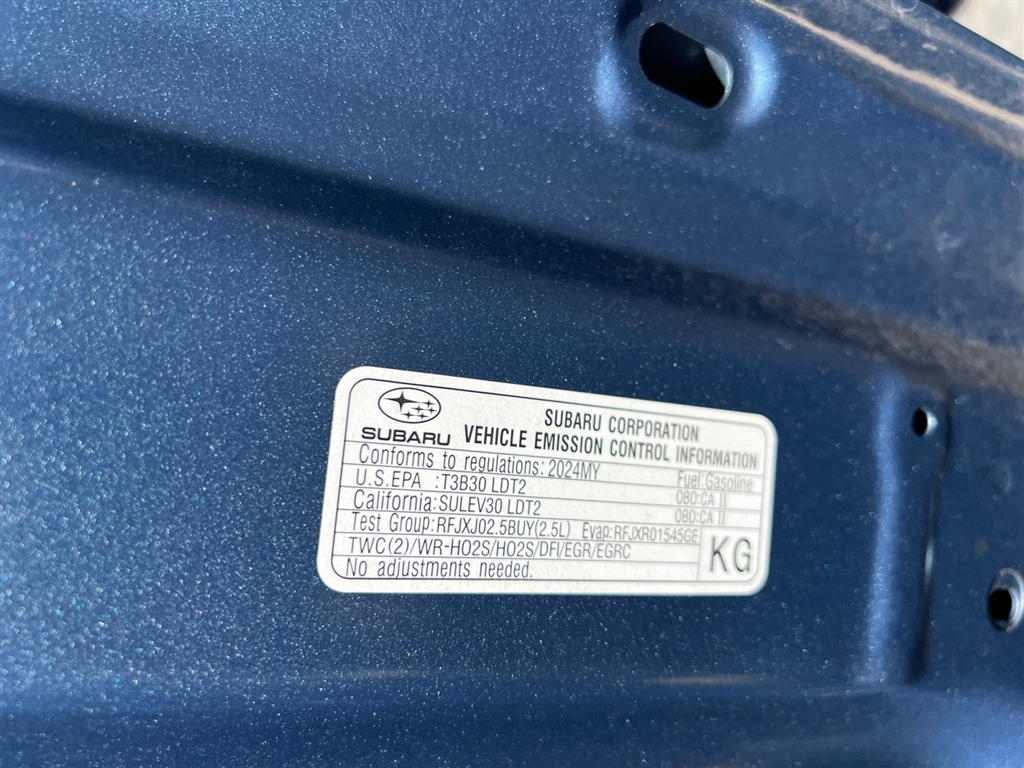 SUBARU
SUBARU CORPORATION
VEHICLE EMISSION CONTROL INFORMATION
Conforms to regulations: 2024MY Fuel:Gasoline
U.S.EPA :T3B30 LDT2 OBD:CA II
California:SULEV30 LDT2 OBD:CA II
Test Group:RFJXJ02.5BUY(2.5L) Evap:RFJXR01545GE
TWC(2)/WR-HO2S/HO2S/DFI/EGR/EGRC
No adjustments needed.
KG